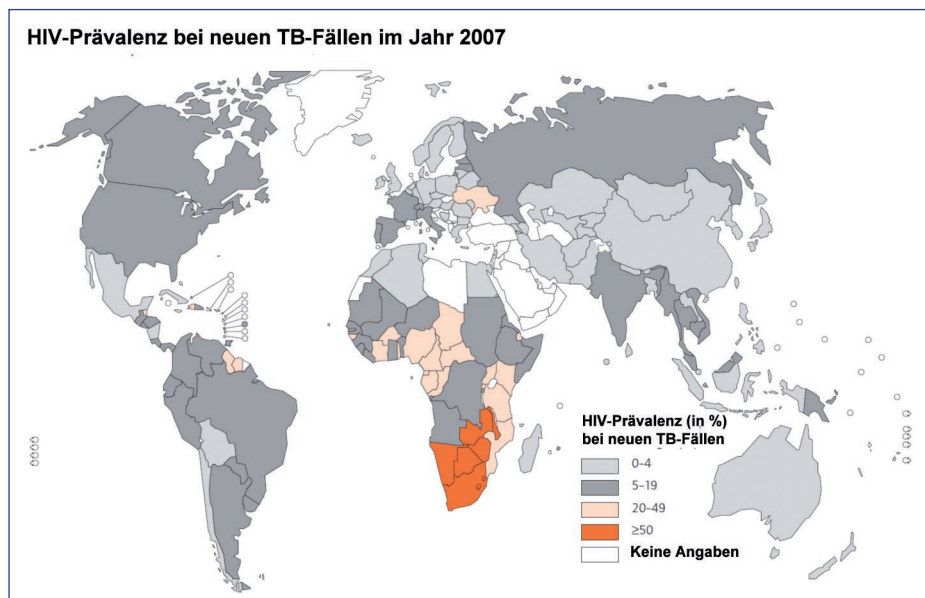 HIV-Prävalenz bei neuen TB-Fällen im Jahr 2007
HIV-Prävalenz (in %)
bei neuen TB-Fällen
0–4
5–19
20–49
≥50
Keine Angaben